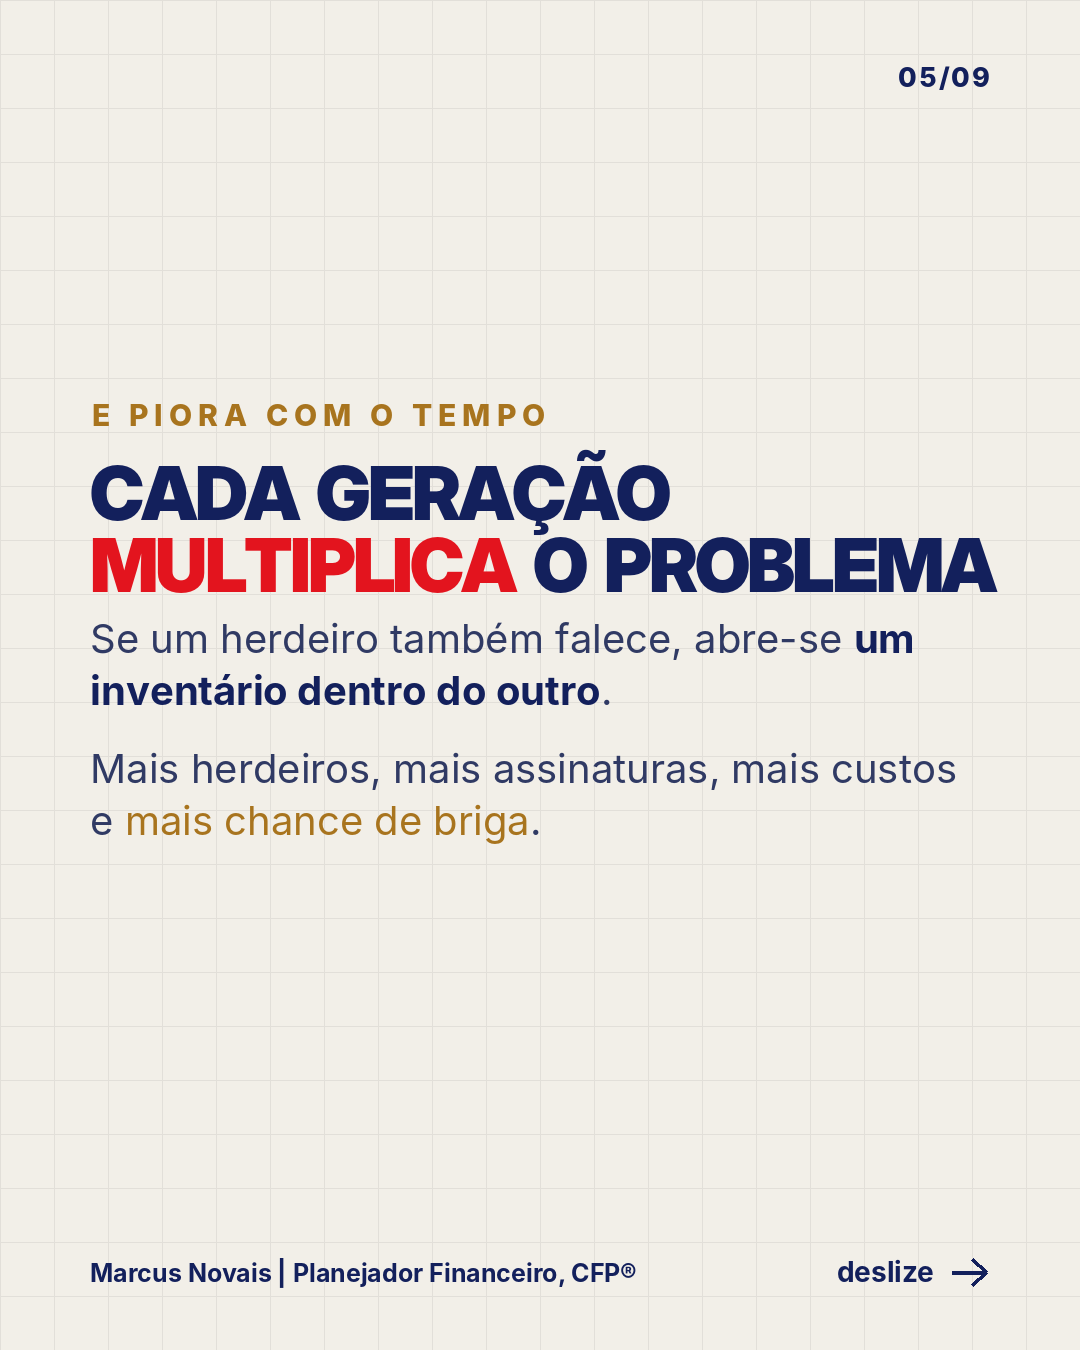 05/09
E PIORA COM O TEMPO
CADA GERAÇÃO
MULTIPLICA O PROBLEMA
Se um herdeiro também falece, abre-se um
inventário dentro do outro.
Mais herdeiros, mais assinaturas, mais custos
e mais chance de briga.
Marcus Novais | Planejador Financeiro, CFP®
deslize →